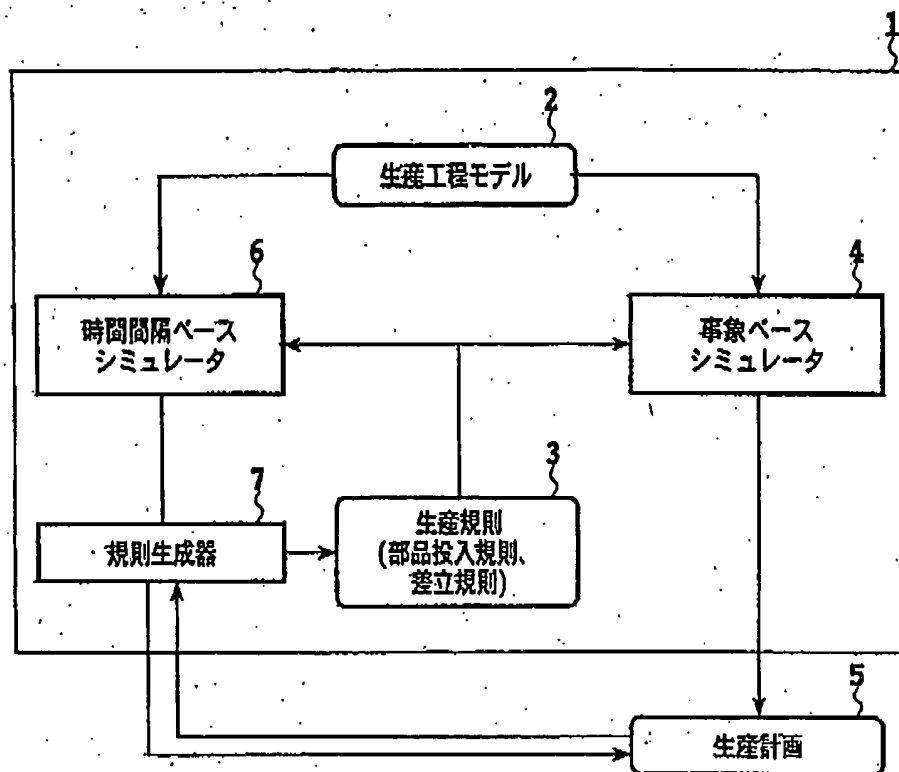 1
2
生産工程モデル
6
時間間隔ベース
シミュレータ
4
事象ベース
シミュレータ
7
規則生成器
3
生産規則
(部品投入規則、
差立規則)
5
生産計画